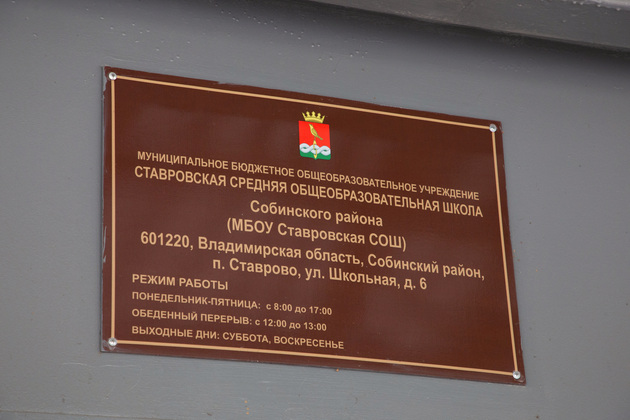 МУНИЦИПАЛЬНОЕ БЮДЖЕТНОЕ ОБЩЕОБРАЗОВАТЕЛЬНОЕ УЧРЕЖДЕНИЕ
СТАВРОВСКАЯ СРЕДНЯЯ ОБЩЕОБРАЗОВАТЕЛЬНАЯ ШКОЛА
Собинского района
(МБОУ Ставровская СОШ)
601220, Владимирская область, Собинский район,
п. Ставрово, ул. Школьная, д. 6
РЕЖИМ РАБОТЫ
ПОНЕДЕЛЬНИК-ПЯТНИЦА: с 8:00 до 17:00
ОБЕДЕННЫЙ ПЕРЕРЫВ: с 12:00 до 13:00
ВЫХОДНЫЕ ДНИ: СУББОТА, ВОСКРЕСЕНЬЕ